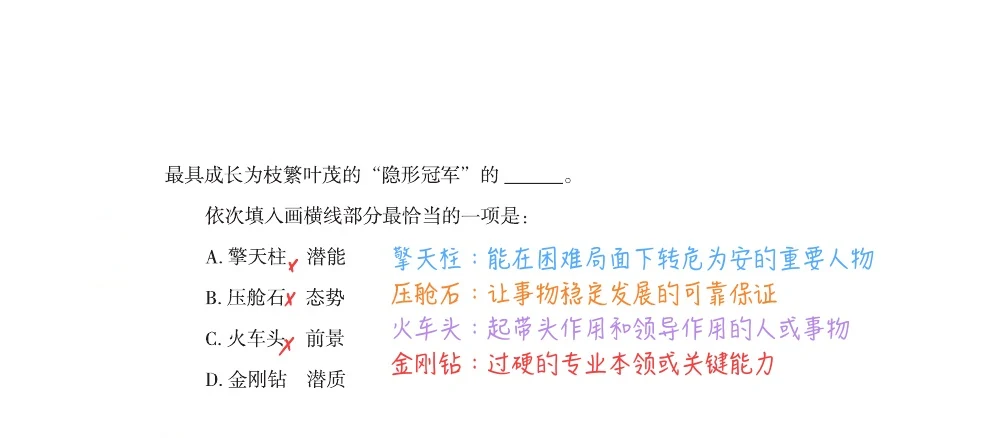 最具成长为枝繁叶茂的“隐形冠军”的 ______。
依次填入画横线部分最恰当的一项是：
A. 擎天柱 潜能 擎天柱：能在困难局面下转危为安的重要人物
B. 压舱石 态势 压舱石：让事物稳定发展的可靠保证
C. 火车头 前景 火车头：起带头作用和领导作用的人或事物
D. 金刚钻 潜质 金刚钻：过硬的专业本领或关键能力